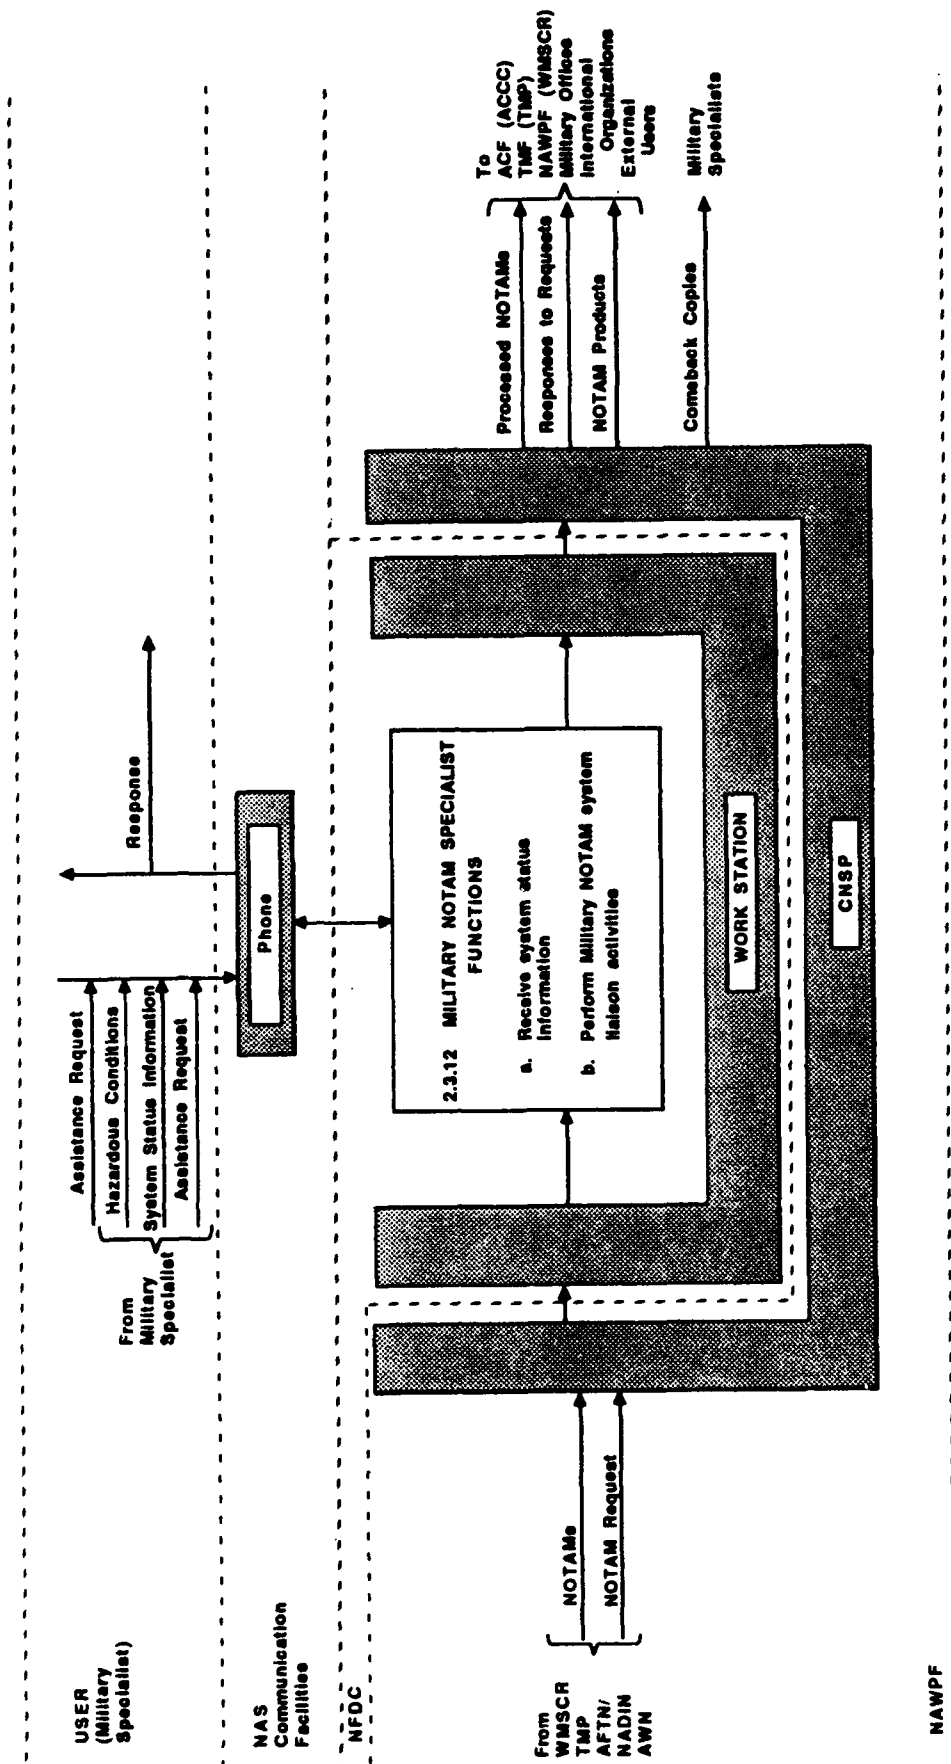 USER
(Military
Specialist)
Assistance Request
Hazardous Conditions
System Status Information
Assistance Request
From
Military
Specialist
Response
NAS
Communication
Facilities
Phone
NFDC
2.3.12 MILITARY NOTAM SPECIALIST
FUNCTIONS
a. Receive system status
information
b. Perform Military NOTAM system
liaison activities
WORK STATION
CNSP
From
WMSCR
TMP
AFTN/
NADIN
AWN
NOTAMs
NOTAM Request
Processed NOTAMs
Responses to Requests
NOTAM Products
Comeback Copies
To
ACF (ACCC)
TMF (TMP)
NAWPF (WMSCR)
Military Offices
International
Organizations
External
Users
Military
Specialists
NAWPF